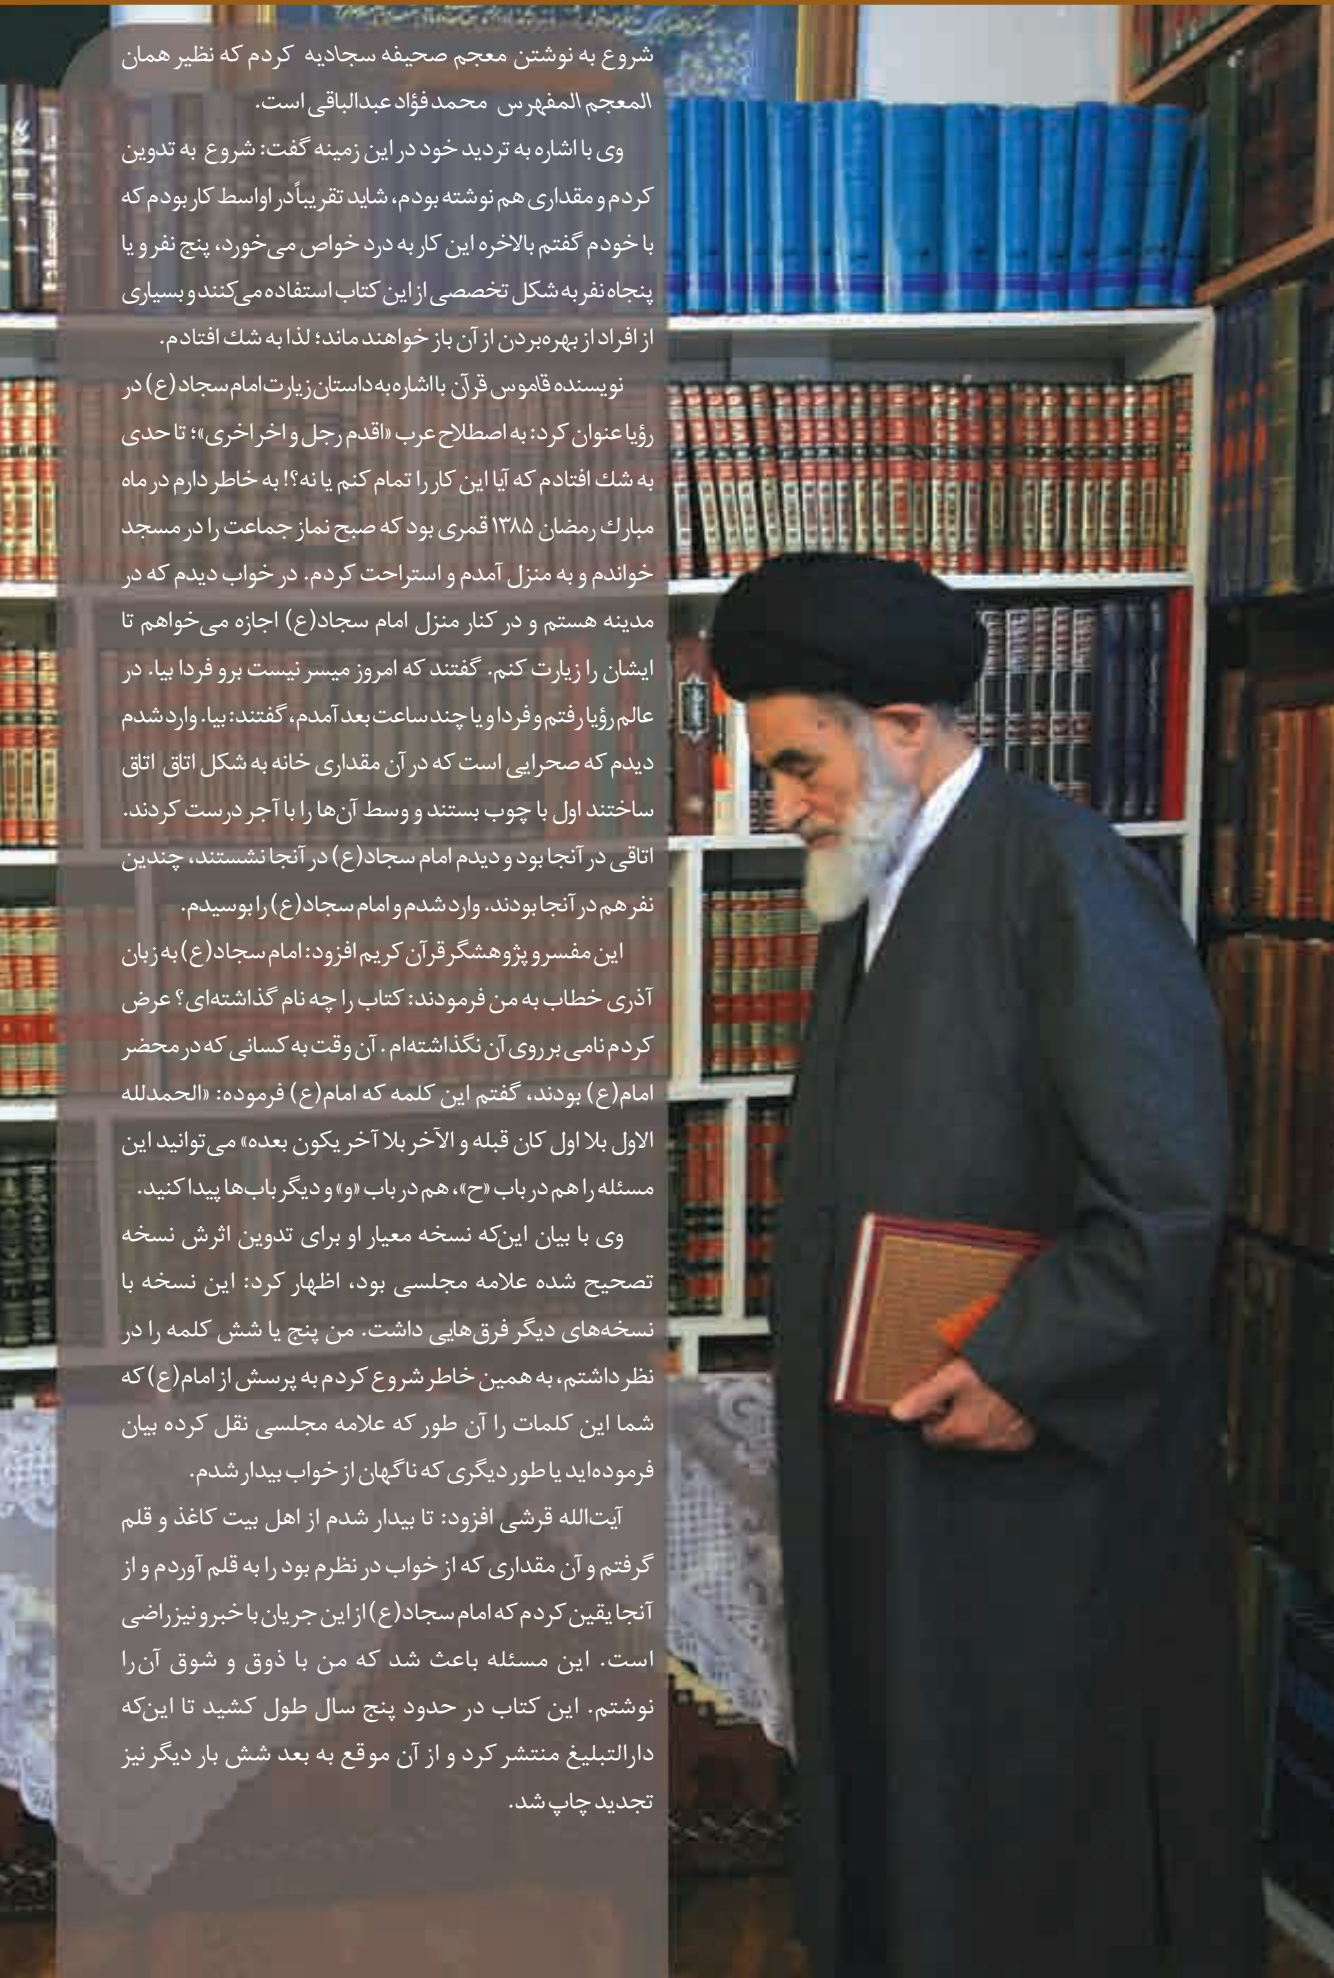 شروع به نوشتن معجم صحیفه سجادیه کردم که نظیر همان
المعجم المفهرس محمد فؤاد عبدالباقی است.
وی با اشاره به تردید خود در این زمینه گفت: شروع به تدوین
کردم و مقداری هم نوشته بودم، شاید تقریباً در اواسط کار بودم که
با خودم گفتم بالاخره این کار به درد خواص می‌خورد، پنج نفر و یا
پنجاه نفر به شکل تخصصی از این کتاب استفاده می‌کنند و بسیاری
از افراد از بهره‌بردن از آن باز خواهند ماند؛ لذا به شك افتادم.
نویسنده قاموس قرآن با اشاره به داستان زیارت امام سجاد(ع) در
رؤیا عنوان کرد: به اصطلاح عرب «اقدم رجل و اخر اخری»؛ تا حدی
به شك افتادم که آیا این کار را تمام کنم یا نه؟! به خاطر دارم در ماه
مبارك رمضان ۱۳۸۵ قمری بود که صبح نماز جماعت را در مسجد
خواندم و به منزل آمدم و استراحت کردم. در خواب دیدم که در
مدینه هستم و در کنار منزل امام سجاد(ع) اجازه می‌خواهم تا
ایشان را زیارت کنم. گفتند که امروز میسر نیست برو فردا بیا. در
عالم رؤیا رفتم و فردا و یا چند ساعت بعد آمدم، گفتند: بیا. وارد شدم
دیدم که صحرایی است که در آن مقداری خانه به شکل اتاق اتاق
ساختند اول با چوب بستند و وسط آن‌ها را با آجر درست کردند.
اتاقی در آنجا بود و دیدم امام سجاد(ع) در آنجا نشستند، چندین
نفر هم در آنجا بودند. وارد شدم و امام سجاد(ع) را بوسیدم.
این مفسر و پژوهشگر قرآن کریم افزود: امام سجاد(ع) به زبان
آذری خطاب به من فرمودند: کتاب را چه نام گذاشته‌ای؟ عرض
کردم نامی بر روی آن نگذاشته‌ام. آن وقت به کسانی که در محضر
امام(ع) بودند، گفتم این کلمه که امام(ع) فرموده: «الحمدلله
الاول بلا اول کان قبله و الآخر بلا آخر یکون بعده» می‌توانید این
مسئله را هم در باب «ح»، هم در باب «و» و دیگر باب‌ها پیدا کنید.
وی با بیان این‌که نسخه معیار او برای تدوین اثرش نسخه
تصحیح شده علامه مجلسی بود، اظهار کرد: این نسخه با
نسخه‌های دیگر فرق‌هایی داشت. من پنج یا شش کلمه را در
نظر داشتم، به همین خاطر شروع کردم به پرسش از امام(ع) که
شما این کلمات را آن طور که علامه مجلسی نقل کرده بیان
فرموده‌اید یا طور دیگری که ناگهان از خواب بیدار شدم.
آیت‌الله قرشی افزود: تا بیدار شدم از اهل بیت کاغذ و قلم
گرفتم و آن مقداری که از خواب در نظرم بود را به قلم آوردم و از
آنجا یقین کردم که امام سجاد(ع) از این جریان با خبر و نیز راضی
است. این مسئله باعث شد که من با ذوق و شوق آن‌را
نوشتم. این کتاب در حدود پنج سال طول کشید تا این‌که
دارالتبلیغ منتشر کرد و از آن موقع به بعد شش بار دیگر نیز
تجدید چاپ شد.